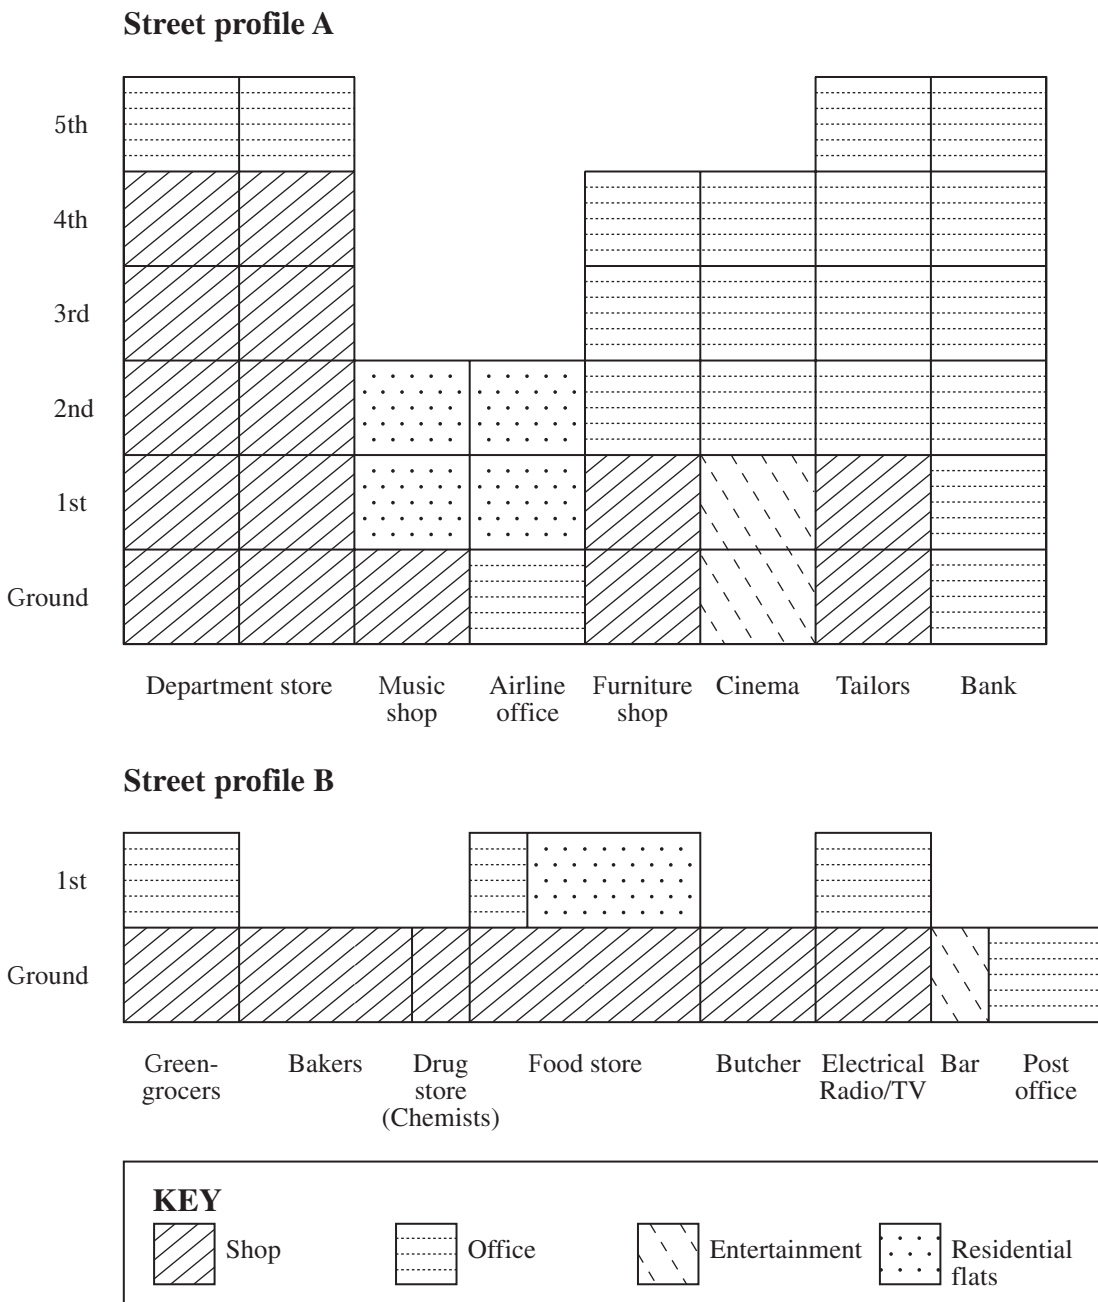 Street profile A
5th
4th
3rd
2nd
1st
Ground
Department store
Music
shop
Airline
office
Furniture
shop
Cinema
Tailors
Bank
Street profile B
1st
Ground
Green-
grocers
Bakers
Drug
store
(Chemists)
Food store
Butcher
Electrical
Radio/TV
Bar
Post
office
KEY
Shop
Office
Entertainment
Residential
flats